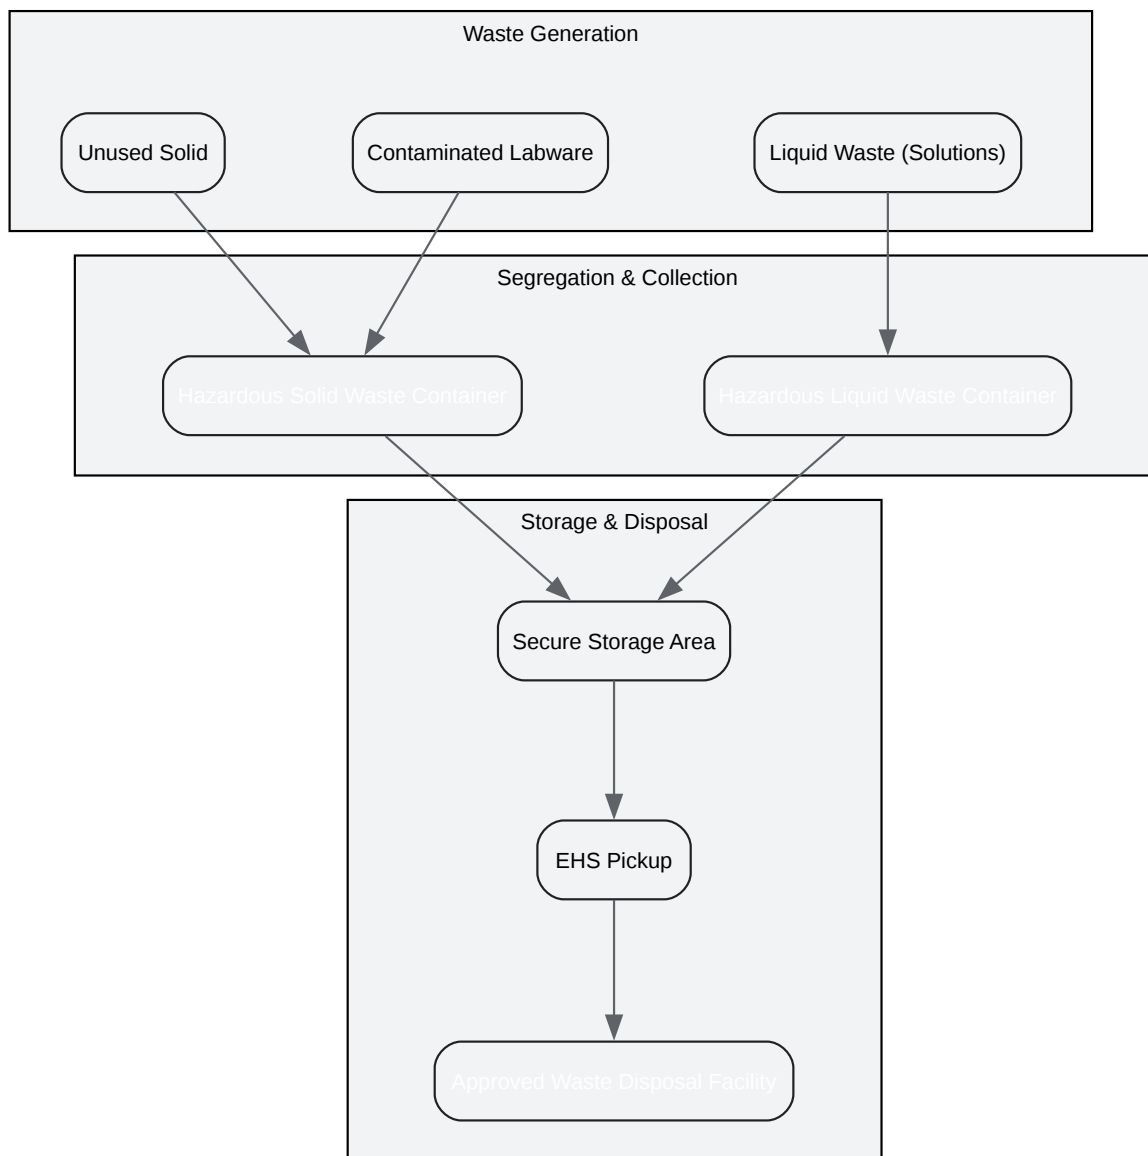 Waste Generation
Unused Solid
Contaminated Labware
Liquid Waste (Solutions)
Segregation & Collection
Hazardous Solid Waste Container
Hazardous Liquid Waste Container
Storage & Disposal
Secure Storage Area
EHS Pickup
Approved Waste Disposal Facility